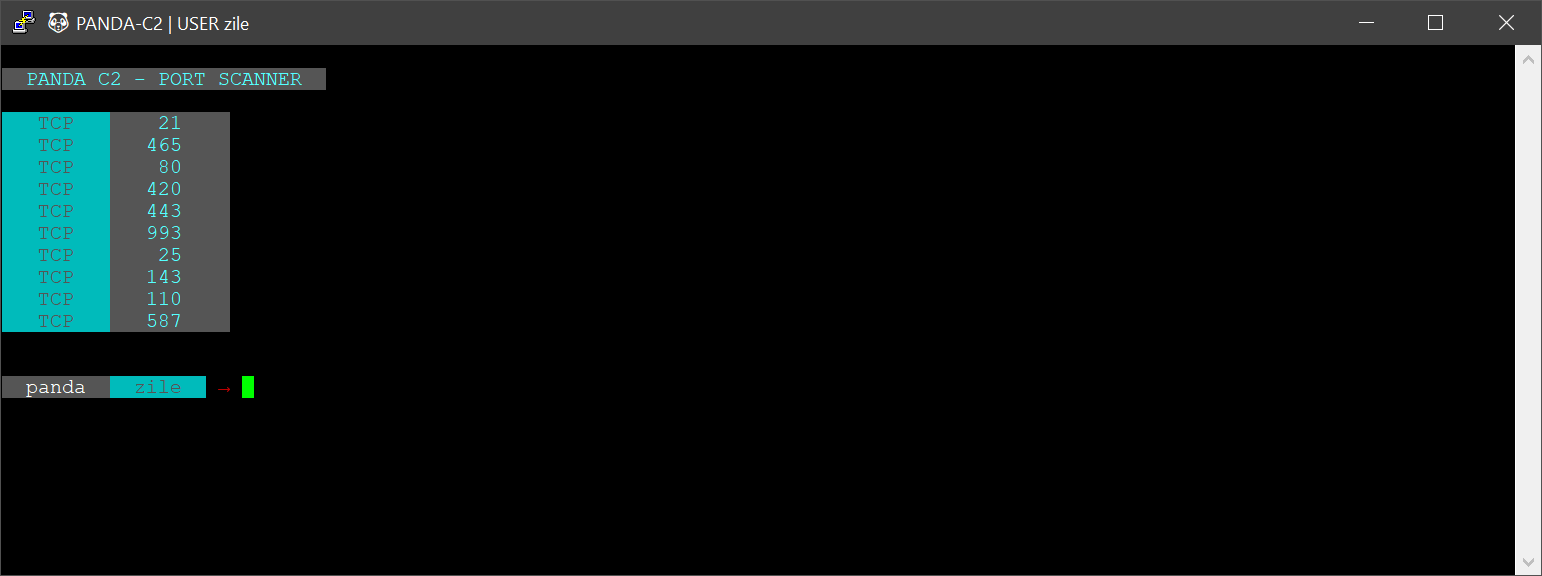 PANDA-C2 | USER zile
PANDA C2 - PORT SCANNER
TCP 21
TCP 465
TCP 80
TCP 420
TCP 443
TCP 993
TCP 25
TCP 143
TCP 110
TCP 587
panda zile →